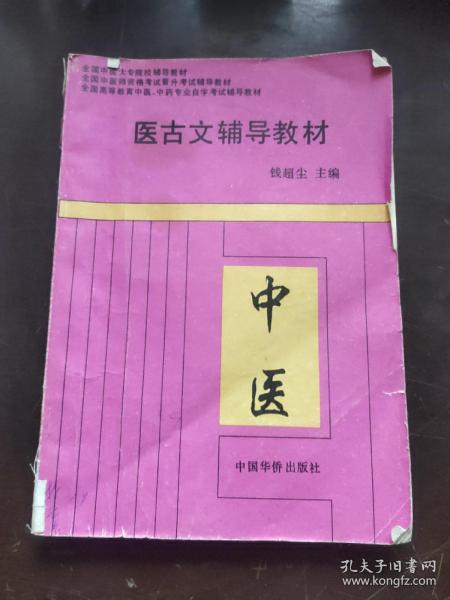 全国中医大专院校辅导教材
全国中医师资格考试晋升考试辅导教材
全国高等教育中医、中药专业自学考试辅导教材
医古文辅导教材
钱超尘 主编
中
医
中国华侨出版社
孔夫子旧书网
www.kongfz.com